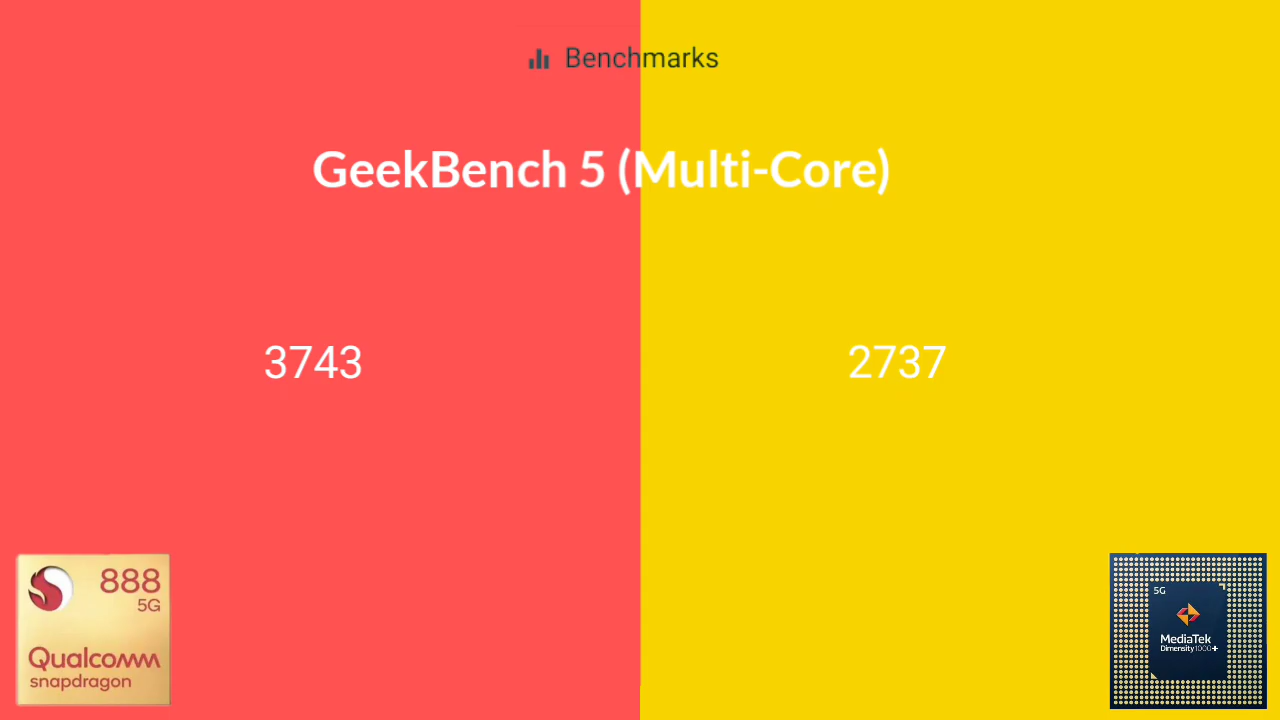 Benchmarks
GeekBench 5 (Multi-Core)
3743
2737
888
5G
Qualcomm
snapdragon
5G
MediaTek
Dimensity 1000+